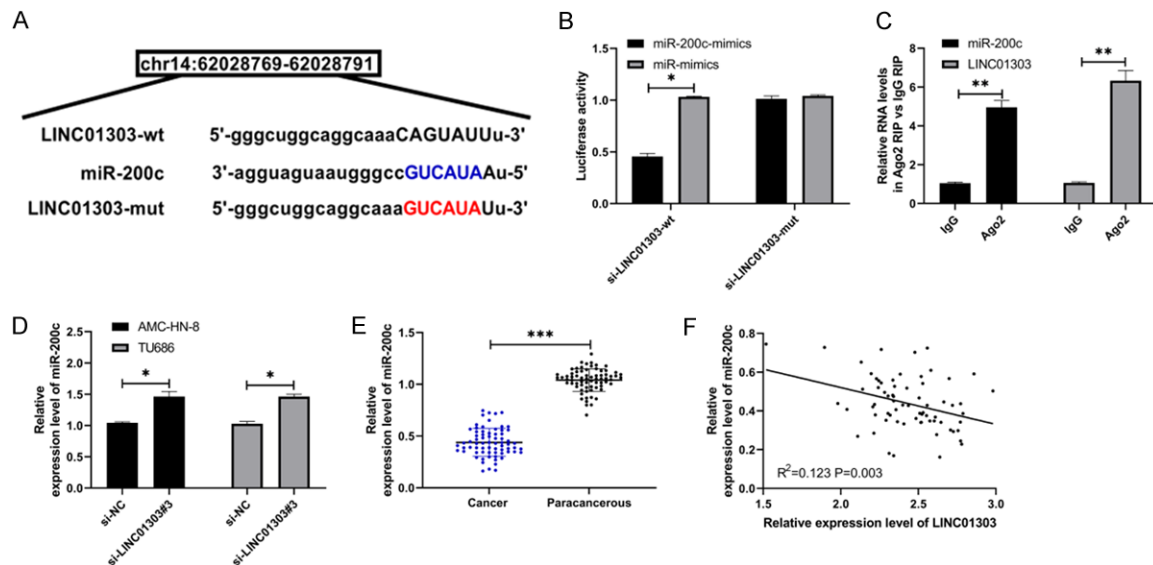 A
chr14:62028769-62028791
LINC01303-wt 5'-gggcuggcaggcaaaCAGUAUUu-3'
miR-200c 3'-agguaguaaugggccGUCAUAAu-5'
LINC01303-mut 5'-gggcuggcaggcaaaGUCAUAUu-3'
B
miR-200c-mimics
miR-mimics
Luciferase activity
1.5
1.0
0.5
0.0
*
si-LINC01303-wt
si-LINC01303-mut
C
miR-200c
LINC01303
Relative RNA levels
in Ago2 RIP vs IgG RIP
8
6
4
2
0
**
**
IgG
Ago2
IgG
Ago2
D
AMC-HN-8
TU686
Relative
expression level of miR-200c
2.5
2.0
1.5
1.0
0.5
0.0
*
*
si-NC
si-LINC01303#3
si-NC
si-LINC01303#3
E
Relative
expression level of miR-200c
1.5
1.0
0.5
0.0
***
Cancer
Paracancerous
F
Relative
expression level of miR-200c
0.8
0.6
0.4
0.2
0.0
R²=0.123 P=0.003
1.5 2.0 2.5 3.0
Relative expression level of LINC01303